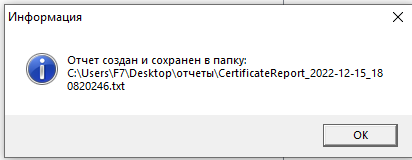 Информация
Отчет создан и сохранен в папку:
C:\Users\F7\Desktop\отчеты\CertificateReport_2022-12-15_18
0820246.txt
OK